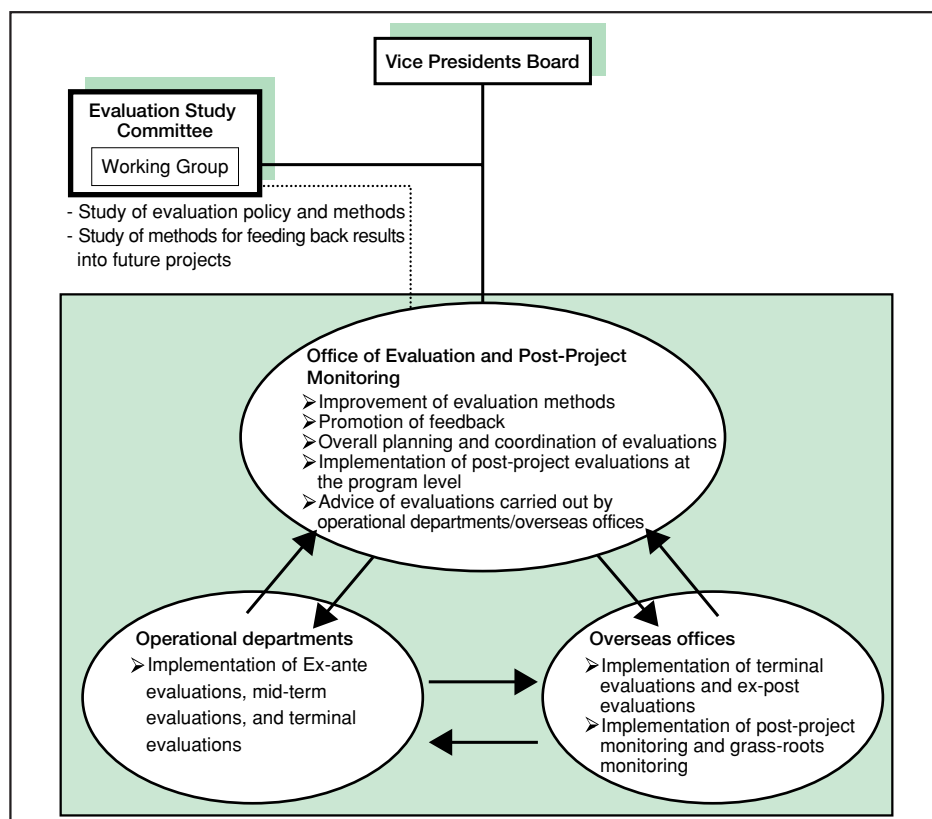 Vice Presidents Board
Evaluation Study
Committee
Working Group
- Study of evaluation policy and methods
- Study of methods for feeding back results
into future projects
Office of Evaluation and Post-Project
Monitoring
➢Improvement of evaluation methods
➢Promotion of feedback
➢Overall planning and coordination of evaluations
➢Implementation of post-project evaluations at
the program level
➢Advice of evaluations carried out by
operational departments/overseas offices
Operational departments
➢Implementation of Ex-ante
evaluations, mid-term
evaluations, and terminal
evaluations
Overseas offices
➢Implementation of terminal
evaluations and ex-post
evaluations
➢Implementation of post-project
monitoring and grass-roots
monitoring